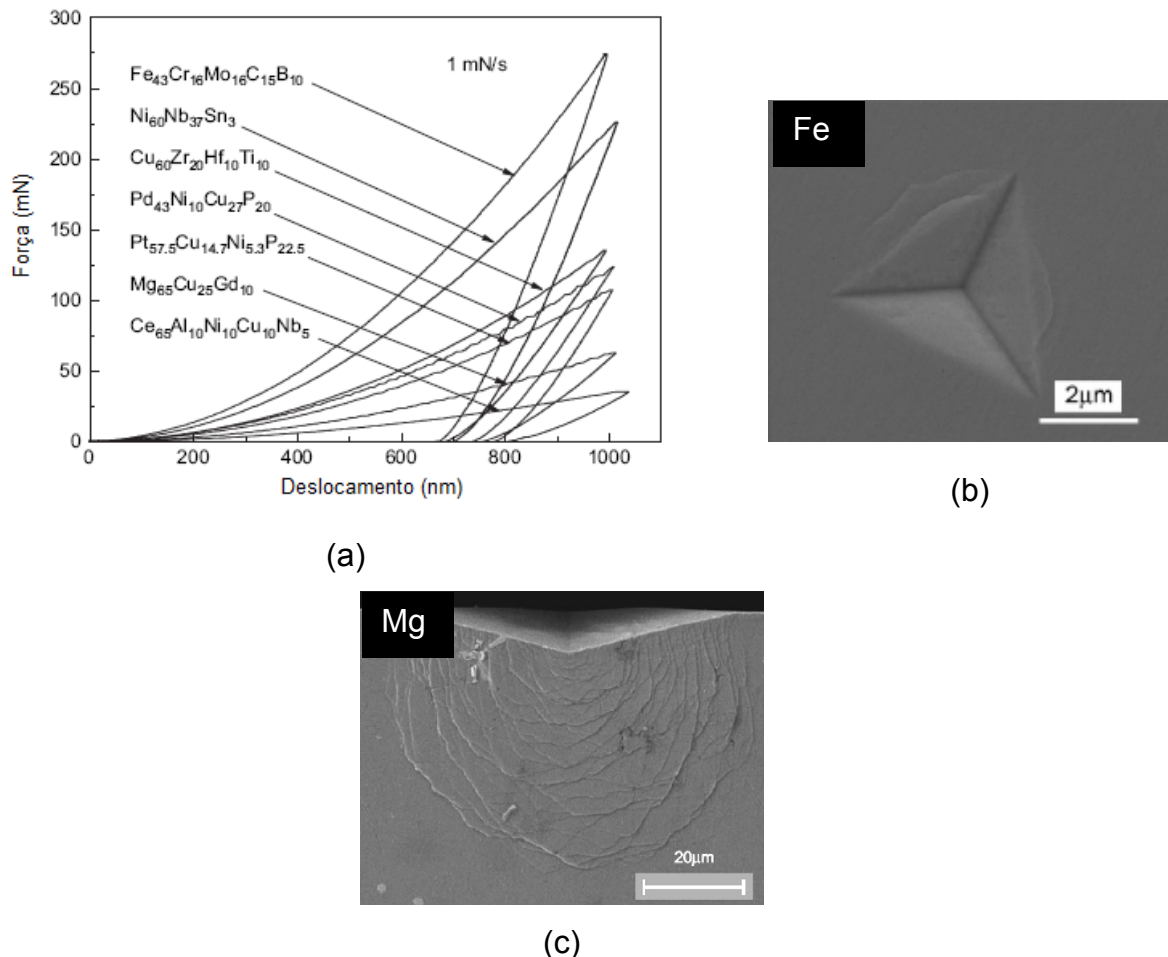 300
250
200
150
100
50
0
Força (mN)
1 mN/s
Fe43Cr16Mo16C15B10
Ni60Nb37Sn3
Cu60Zr20Hf10Ti10
Pd43Ni10Cu27P20
Pt57.5Cu14.7Ni5.3P22.5
Mg65Cu25Gd10
Ce65Al10Ni10Cu10Nb5
0 200 400 600 800 1000
Deslocamento (nm)
(a)
Fe
2µm
(b)
Mg
20µm
(c)